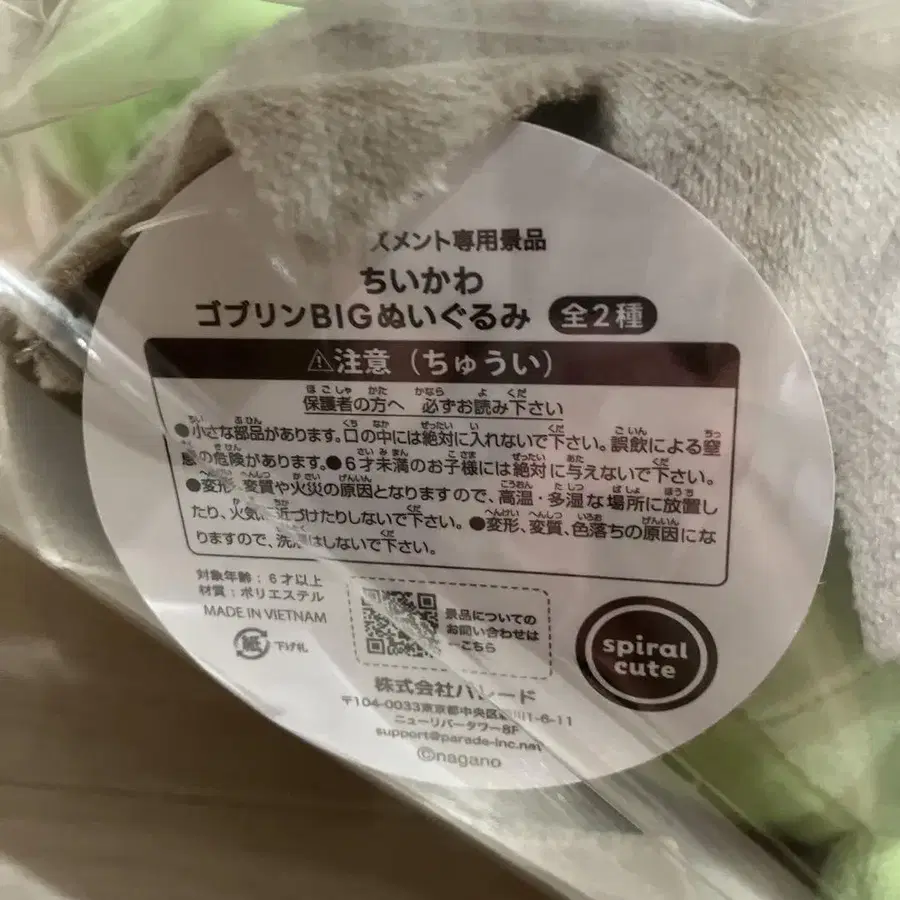 ズメント専用景品
ちいかわ
ゴブリンBIGぬいぐるみ 全2種
⚠注意(ちゅうい)
保護者の方へ 必ずお読み下さい
●小さな部品があります。口の中には絶対に入れないで下さい。誤飲による窒
息の危険があります。●6才未満のお子様には絶対に与えないで下さい。
●変形、変質や火災の原因となりますので、高温・多湿な場所に放置し
たり、火気に近づけたりしないで下さい。●変形、変質、色落ちの原因にな
りますので、洗濯はしないで下さい。
対象年齢:6才以上
材質:ポリエステル
MADE IN VIETNAM
紙 下げ札
景品についての
お問い合わせは
こちら
spiral
cute
株式会社パレード
〒104-0033東京都中央区新川1-6-11
ニューリバータワー8F
support@parade-inc.net
©nagano